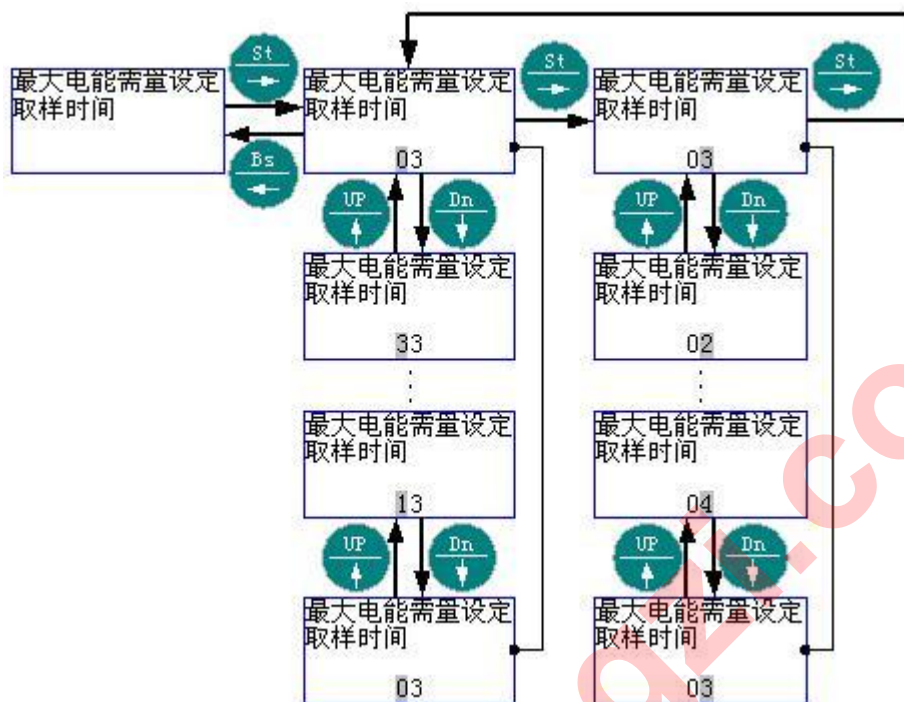 St
St
St
最大电能需量设定
取样时间
最大电能需量设定
取样时间
03
最大电能需量设定
取样时间
03
Bs
UP
Dn
UP
Dn
最大电能需量设定
取样时间
33
最大电能需量设定
取样时间
02
最大电能需量设定
取样时间
13
最大电能需量设定
取样时间
04
UP
Dn
UP
Dn
最大电能需量设定
取样时间
03
最大电能需量设定
取样时间
03